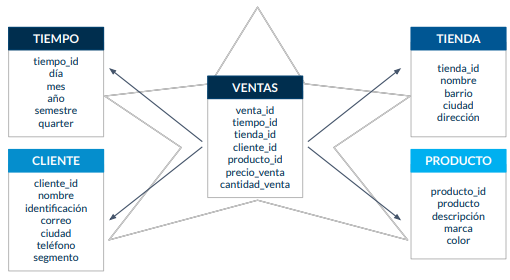 TIEMPO
tiempo_id
día
mes
año
semestre
quarter
VENTAS
venta_id
tiempo_id
tienda_id
cliente_id
producto_id
precio_venta
cantidad_venta
TIENDA
tienda_id
nombre
barrio
ciudad
dirección
CLIENTE
cliente_id
nombre
identificación
correo
ciudad
teléfono
segmento
PRODUCTO
producto_id
producto
descripción
marca
color